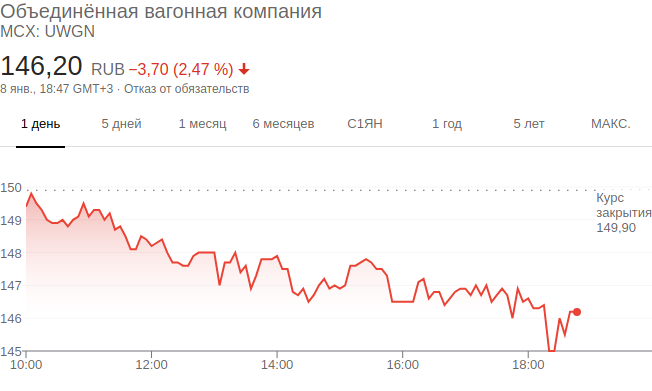 Объединённая вагонная компания
MCX: UWGN
146,20 RUB −3,70 (2,47 %)
8 янв., 18:47 GMT+3 · Отказ от обязательств
1 день 5 дней 1 месяц 6 месяцев С1ЯН 1 год 5 лет МАКС.
150
Курс
закрытия
149,90
149
148
147
146
145
10:00 12:00 14:00 16:00 18:00